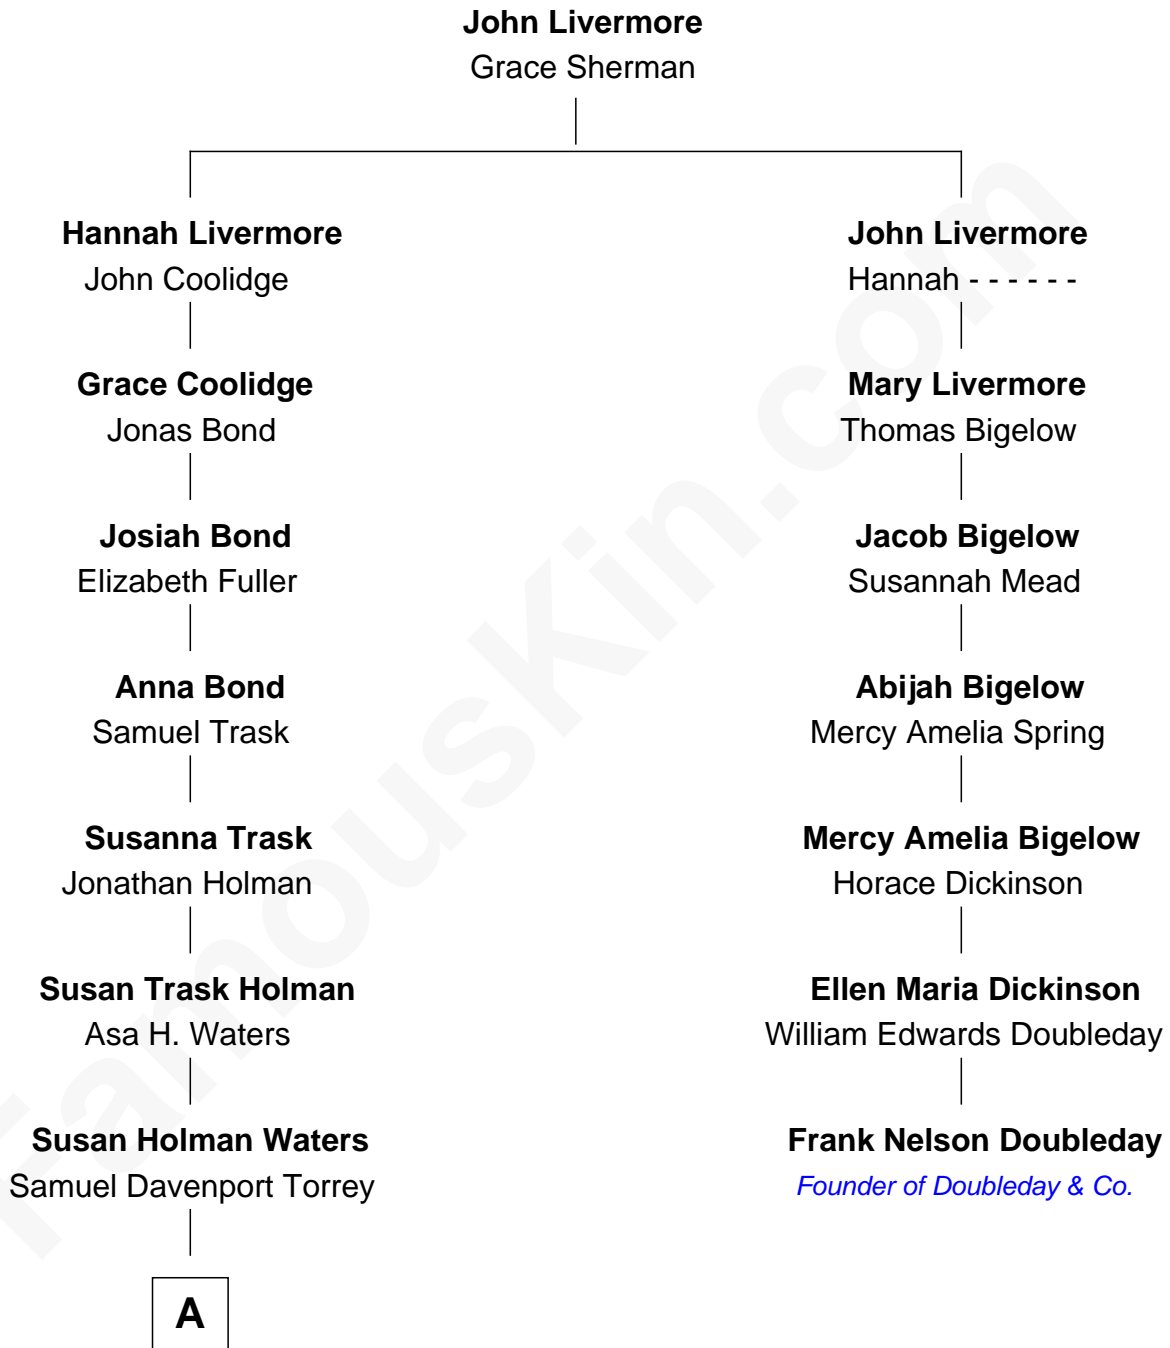 John Livermore
Grace Sherman
Hannah Livermore
John Coolidge
John Livermore
Hannah - - - - - -
Grace Coolidge
Jonas Bond
Mary Livermore
Thomas Bigelow
Josiah Bond
Elizabeth Fuller
Jacob Bigelow
Susannah Mead
Anna Bond
Samuel Trask
Abijah Bigelow
Mercy Amelia Spring
Susanna Trask
Jonathan Holman
Mercy Amelia Bigelow
Horace Dickinson
Susan Trask Holman
Asa H. Waters
Ellen Maria Dickinson
William Edwards Doubleday
Susan Holman Waters
Samuel Davenport Torrey
Frank Nelson Doubleday
Founder of Doubleday & Co.
A
FamousKin.com